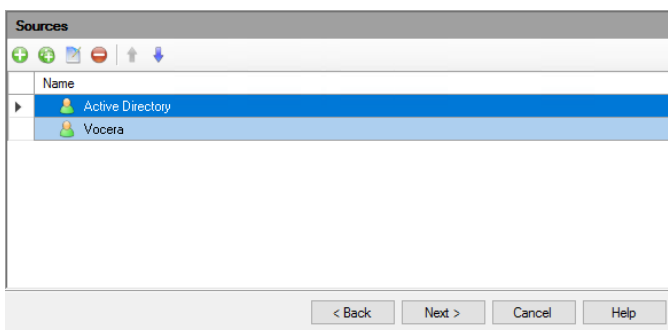 Sources
Name
Active Directory
Vocera
< Back Next > Cancel Help